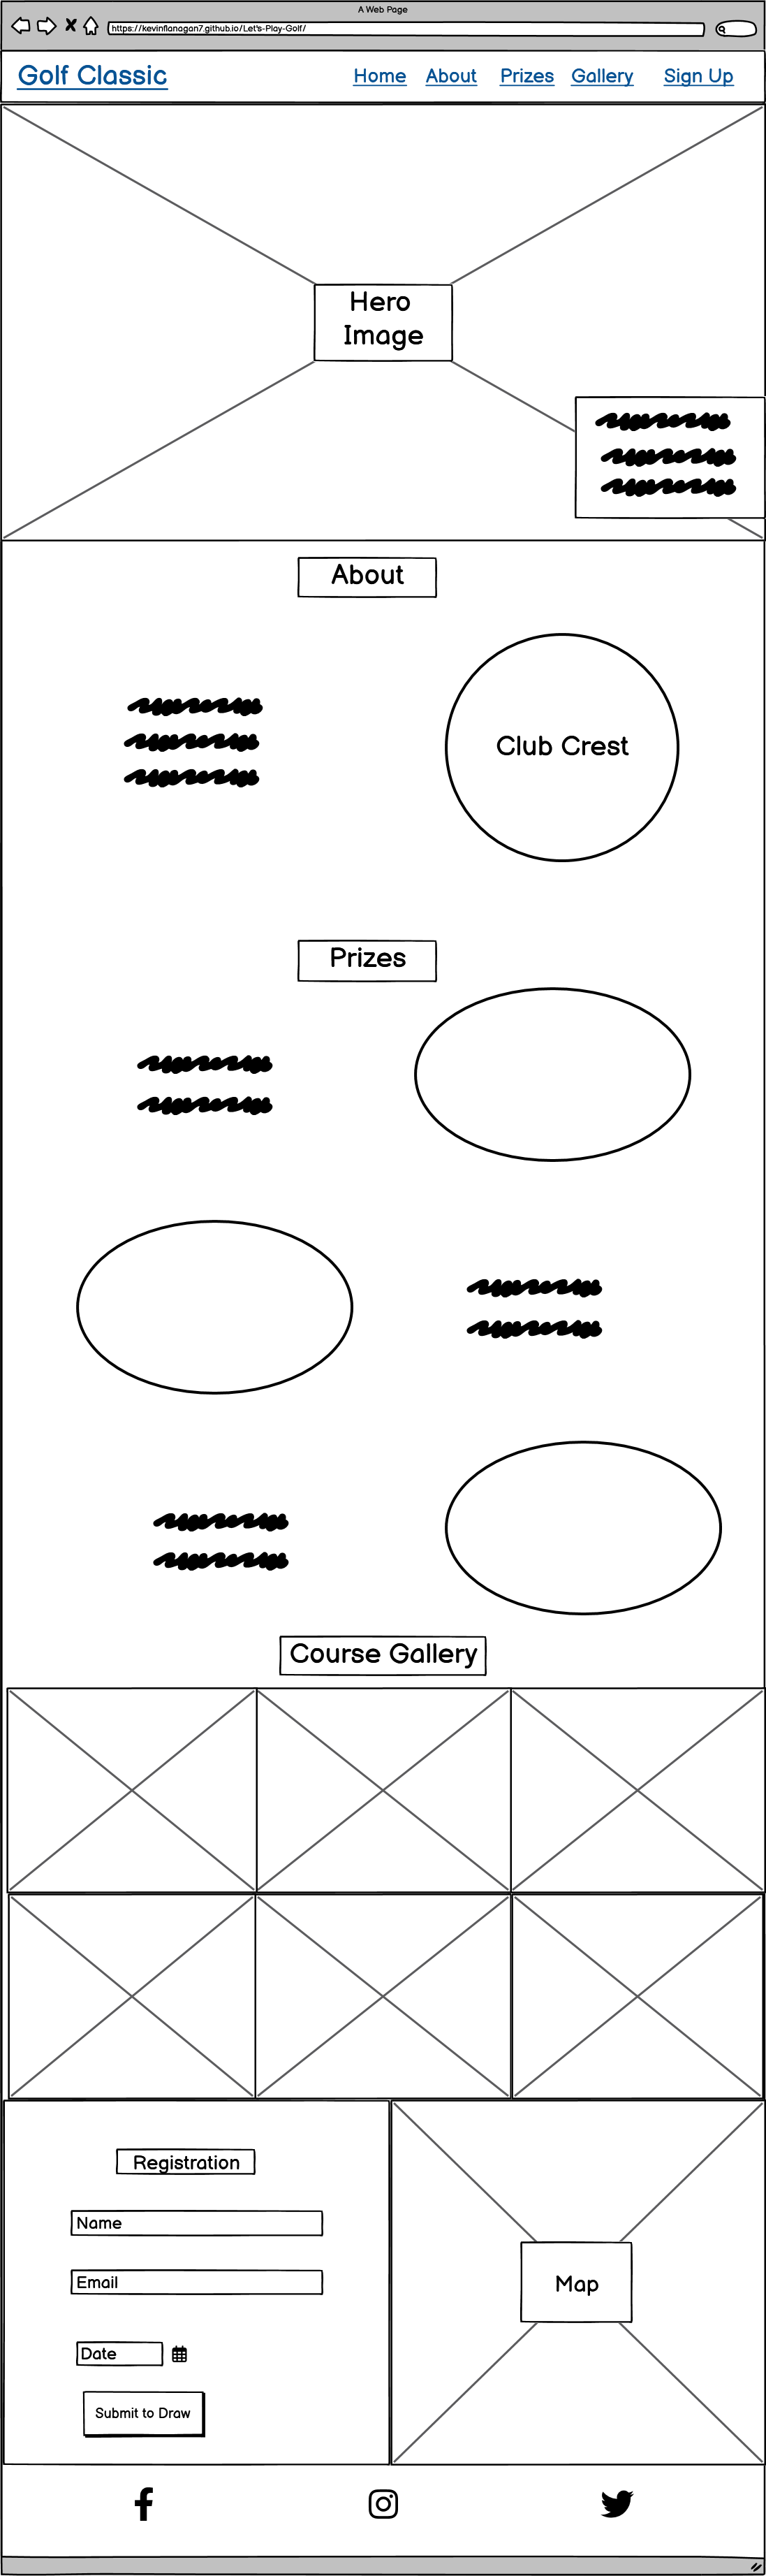 A Web Page
https://kevinflanagan7.github.io/Let's-Play-Golf/
Golf Classic Home About Prizes Gallery Sign Up
Hero
Image
About
Club Crest
Prizes
Course Gallery
Registration
Name
Email
Map
Date
Submit to Draw